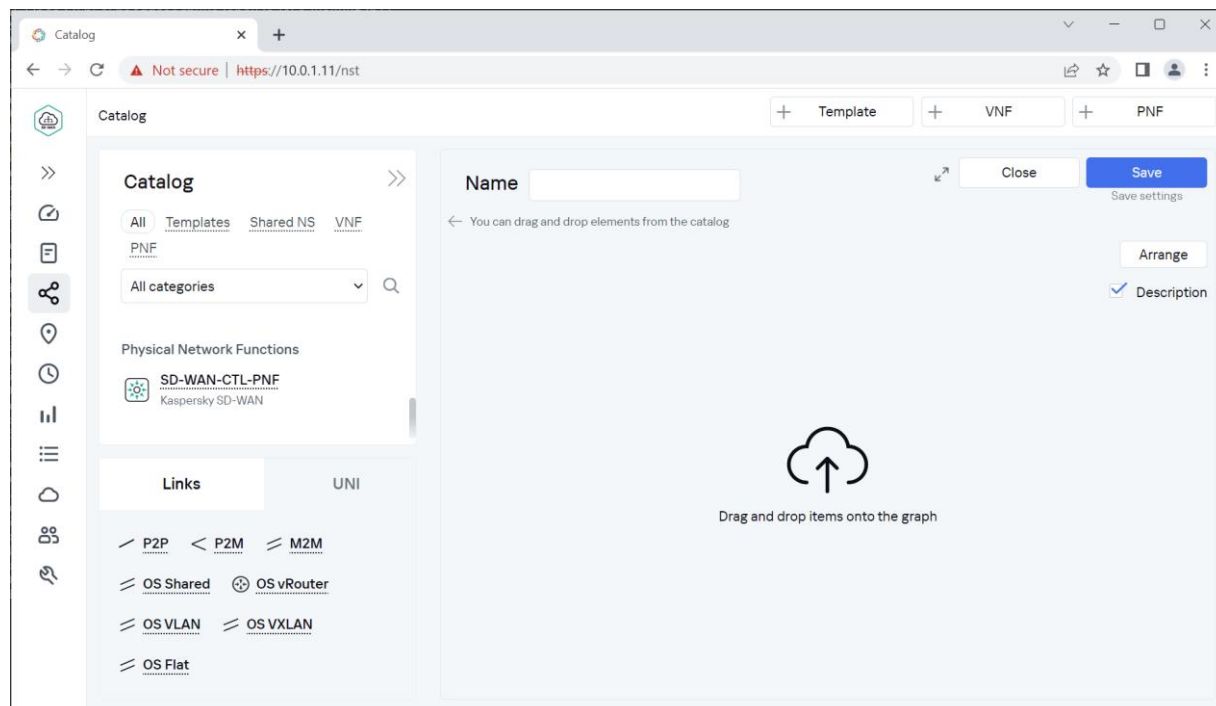 Catalog
Not secure | https://10.0.1.11/nst
Catalog
Template VNF PNF
Catalog
All Templates Shared NS VNF
PNF
All categories
Physical Network Functions
SD-WAN-CTL-PNF
Kaspersky SD-WAN
Links UNI
P2P P2M M2M
OS Shared OS vRouter
OS VLAN OS VXLAN
OS Flat
Name
Close Save
Save settings
You can drag and drop elements from the catalog
Arrange
Description
Drag and drop items onto the graph